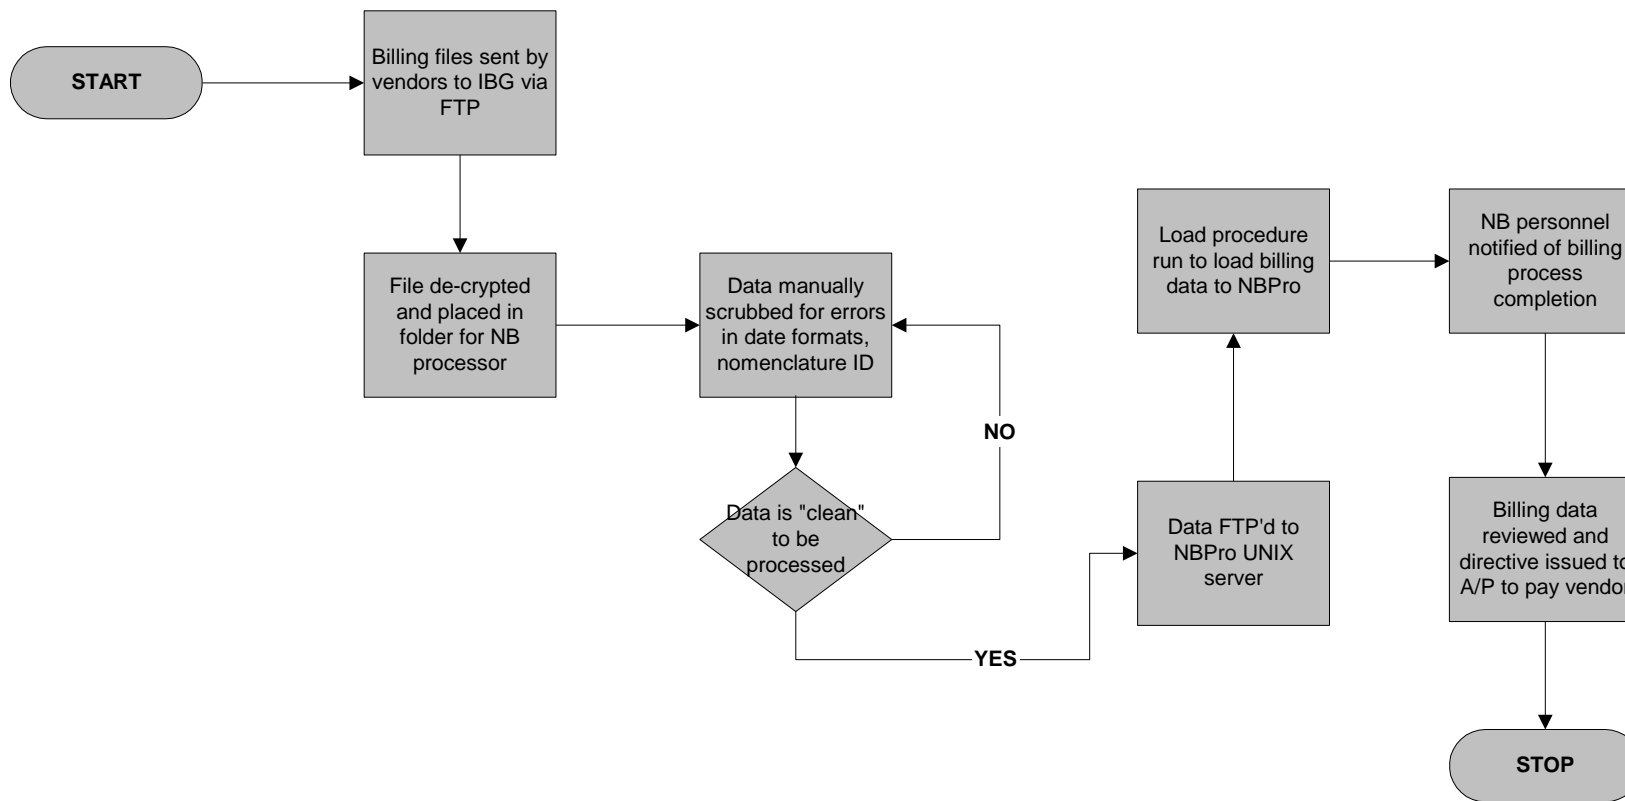 START
Billing files sent by
vendors to IBG via
FTP
File de-crypted
and placed in
folder for NB
processor
Data manually
scrubbed for errors
in date formats,
nomenclature ID
NO
Data is "clean"
to be
processed
YES
Data FTP'd to
NBPro UNIX
server
Load procedure
run to load billing
data to NBPro
NB personnel
notified of billing
process
completion
Billing data
reviewed and
directive issued to
A/P to pay vendor
STOP